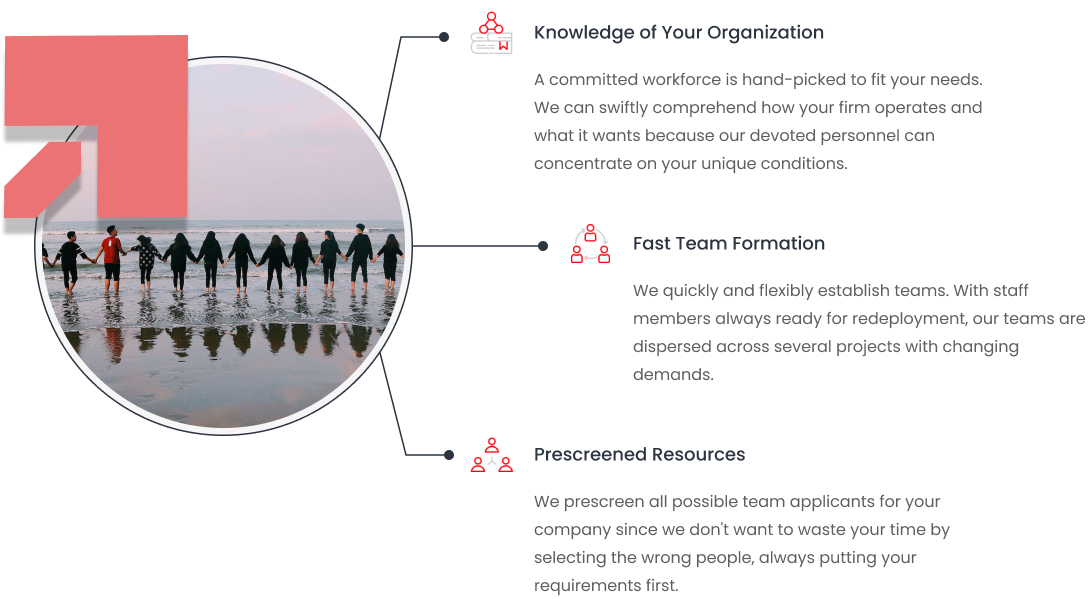 Knowledge of Your Organization
A committed workforce is hand-picked to fit your needs.
We can swiftly comprehend how your firm operates and
what it wants because our devoted personnel can
concentrate on your unique conditions.
Fast Team Formation
We quickly and flexibly establish teams. With staff
members always ready for redeployment, our teams are
dispersed across several projects with changing
demands.
Prescreened Resources
We prescreen all possible team applicants for your
company since we don't want to waste your time by
selecting the wrong people, always putting your
requirements first.